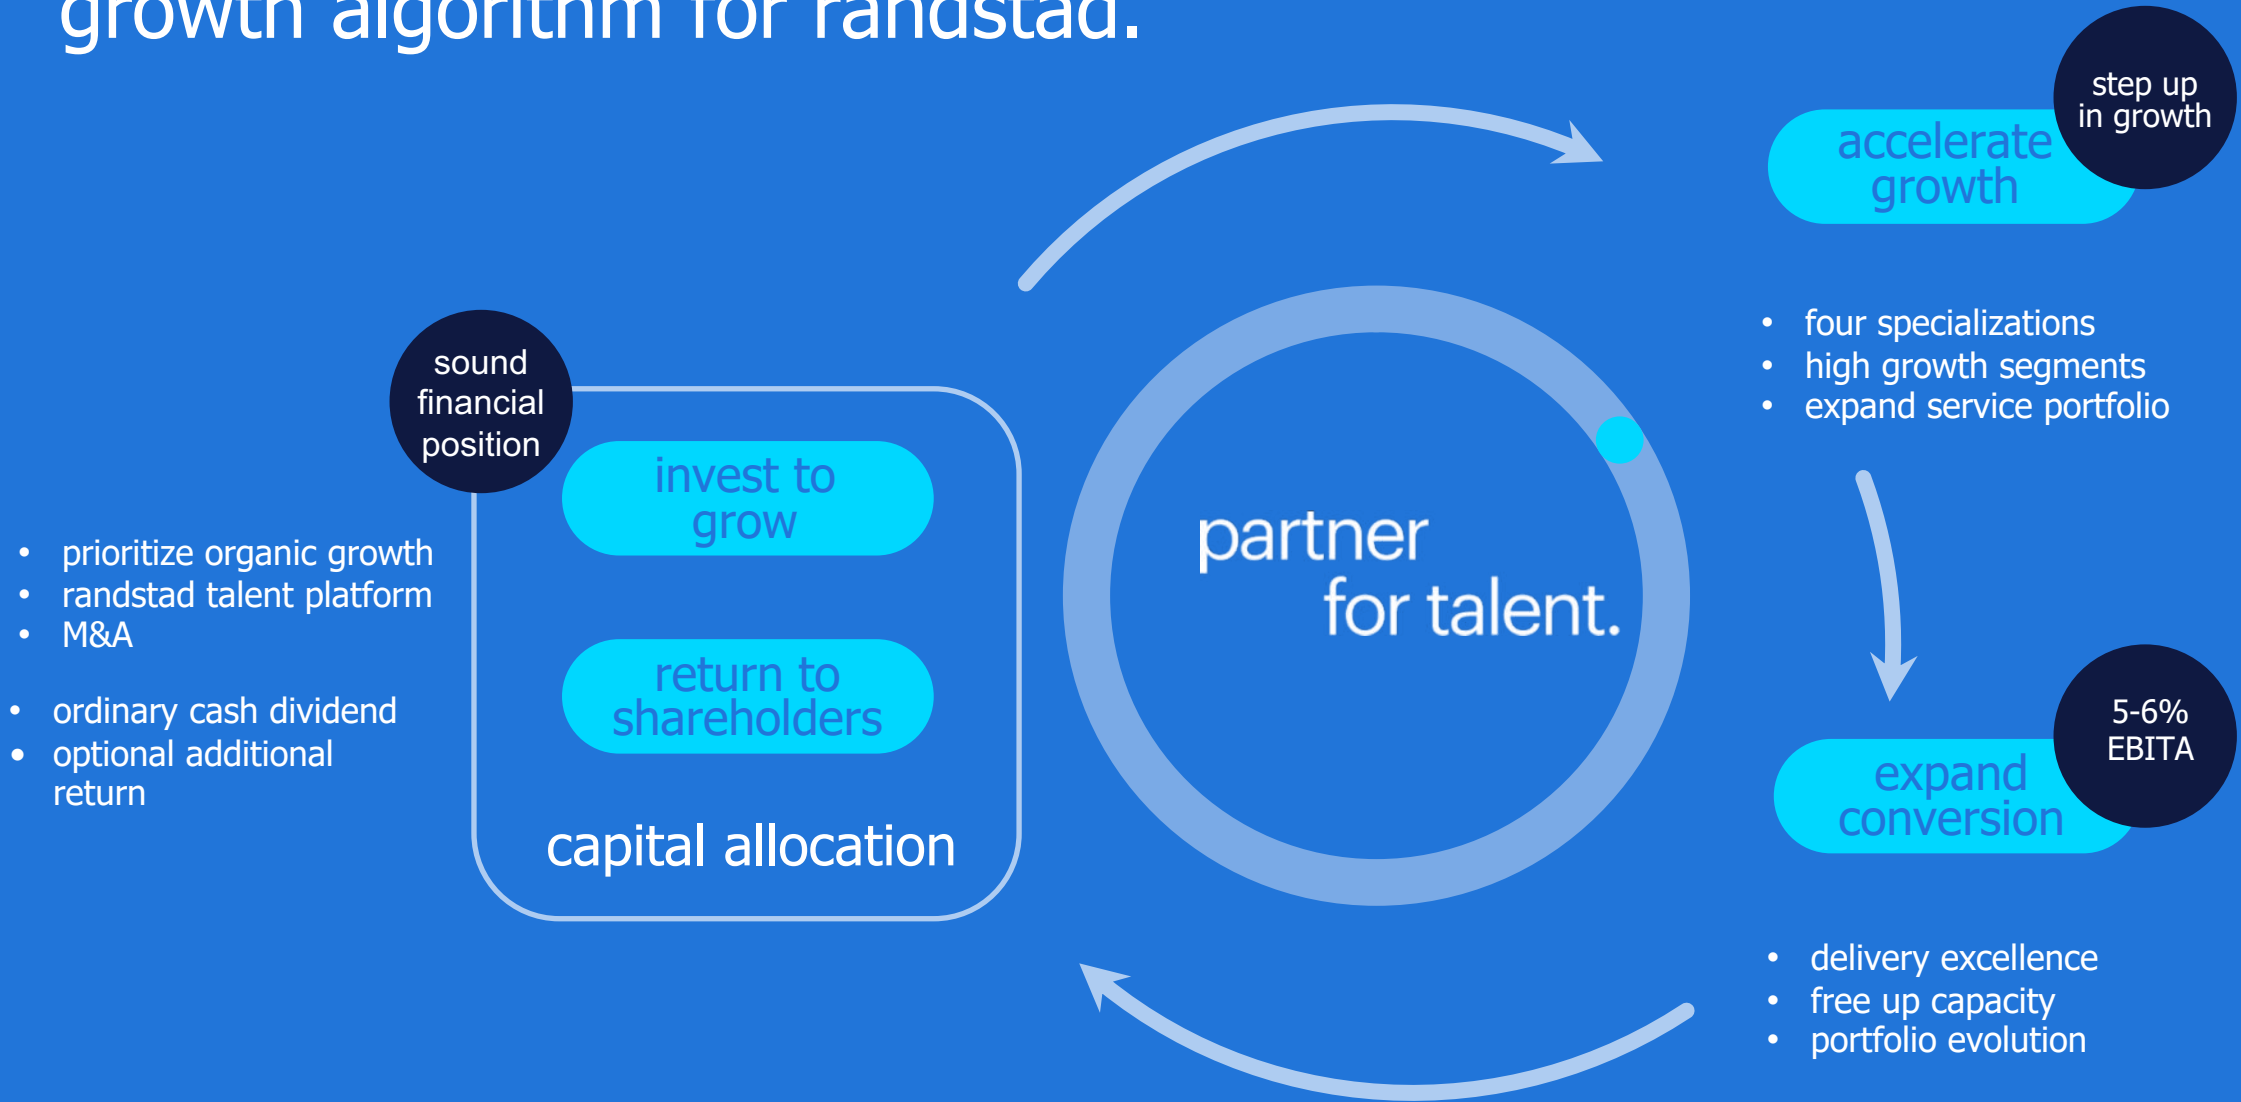 growth algorithm for randstad.
step up
in growth
accelerate
growth
• four specializations
• high growth segments
• expand service portfolio
sound
financial
position
invest to
grow
• prioritize organic growth
• randstad talent platform
• M&A
return to
shareholders
• ordinary cash dividend
• optional additional
return
capital allocation
partner
for talent.
5-6%
EBITA
expand
conversion
• delivery excellence
• free up capacity
• portfolio evolution